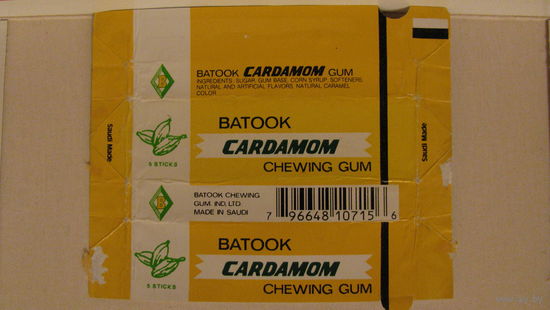 BATOOK CARDAMOM GUM
INGREDIENTS: SUGAR, GUM BASE, CORN SYRUP, SOFTENERS,
NATURAL AND ARTIFICIAL FLAVORS, NATURAL CARAMEL
COLOR
B
Saudi Made
5 STICKS
BATOOK
CARDAMOM
CHEWING GUM
Saudi Made
B
BATOOK CHEWING
GUM. IND. LTD
MADE IN SAUDI
7 96648 10715 6
5 STICKS
BATOOK
CARDAMOM
CHEWING GUM